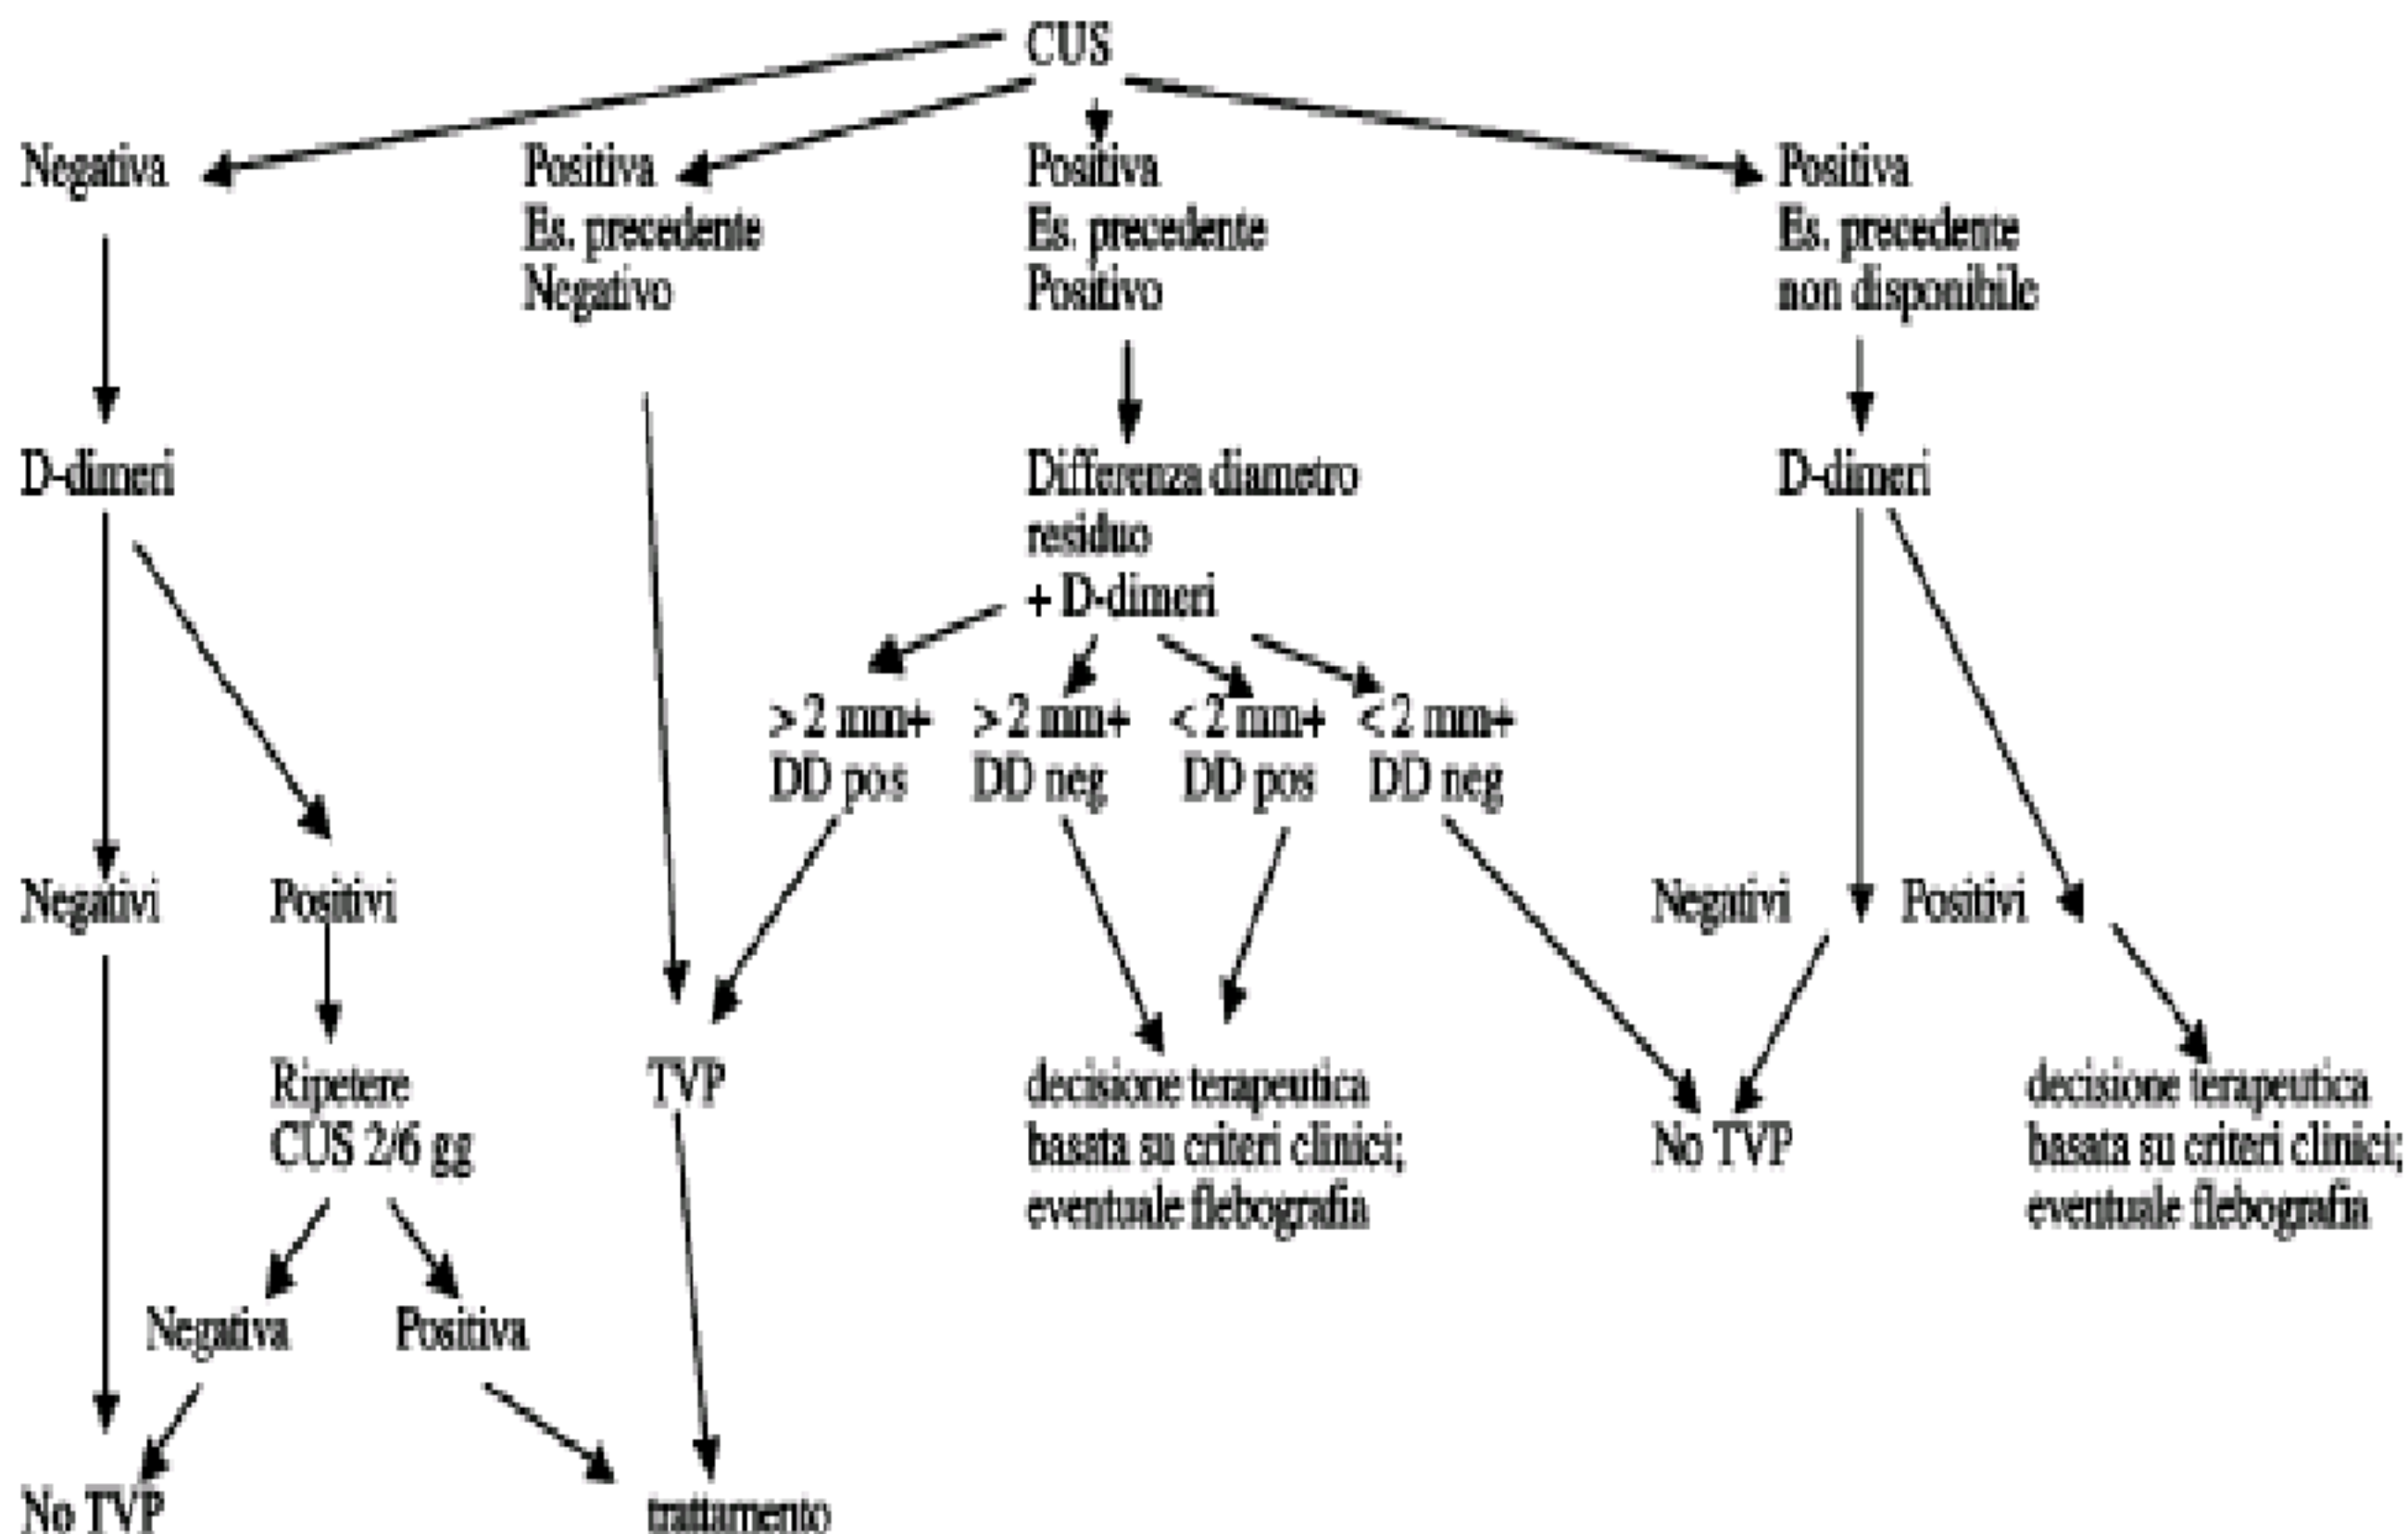 CUS
Negativa
Positiva
Es. precedente
Negativo
Positiva
Es. precedente
Positivo
Positiva
Es. precedente
non disponibile
D-dimeri
Differenza diametro
residuo
+ D-dimeri
D-dimeri
> 2 mm+
DD pos
> 2 mm+
DD neg
< 2 mm+
DD pos
< 2 mm+
DD neg
Negativi
Positivi
Negativi
Positivi
Ripetere
CUS 2/6 gg
TVP
decisione terapeutica
basata su criteri clinici;
eventuale flebografia
No TVP
decisione terapeutica
basata su criteri clinici;
eventuale flebografia
Negativa
Positiva
No TVP
trattamento